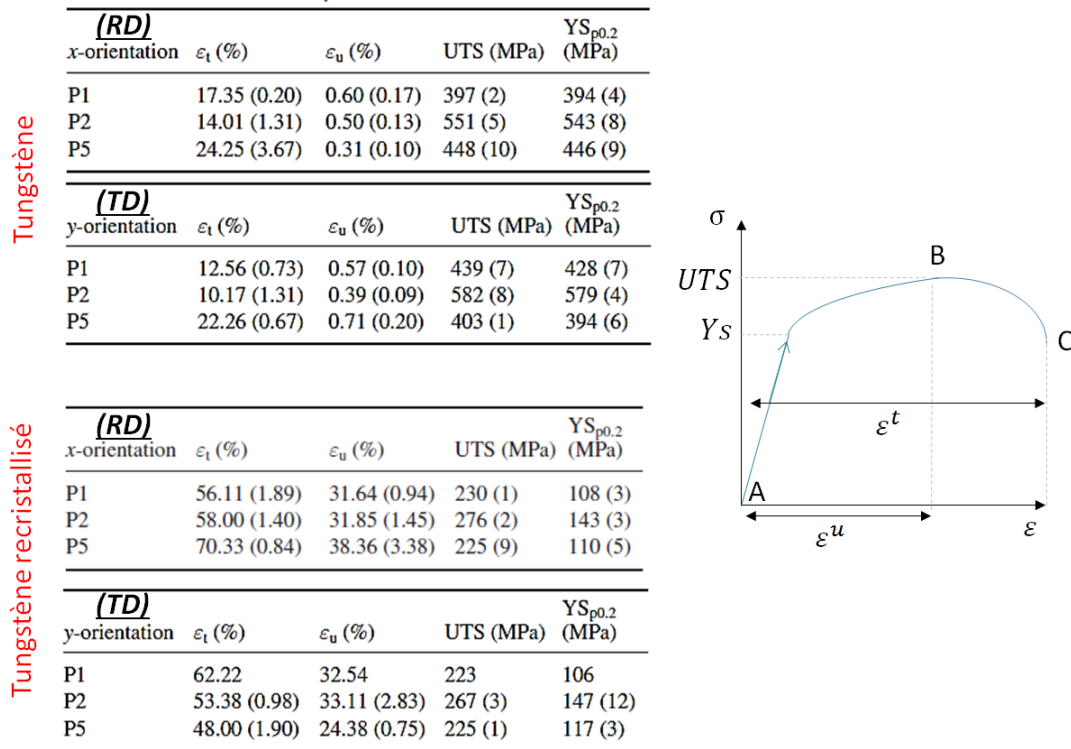 Tungstène
(RD)
x-orientation εt (%) εu (%) UTS (MPa) YSp0.2 (MPa)
P1 17.35 (0.20) 0.60 (0.17) 397 (2) 394 (4)
P2 14.01 (1.31) 0.50 (0.13) 551 (5) 543 (8)
P5 24.25 (3.67) 0.31 (0.10) 448 (10) 446 (9)
(TD)
y-orientation εt (%) εu (%) UTS (MPa) YSp0.2 (MPa)
P1 12.56 (0.73) 0.57 (0.10) 439 (7) 428 (7)
P2 10.17 (1.31) 0.39 (0.09) 582 (8) 579 (4)
P5 22.26 (0.67) 0.71 (0.20) 403 (1) 394 (6)
Tungstène recristallisé
(RD)
x-orientation εt (%) εu (%) UTS (MPa) YSp0.2 (MPa)
P1 56.11 (1.89) 31.64 (0.94) 230 (1) 108 (3)
P2 58.00 (1.40) 31.85 (1.45) 276 (2) 143 (3)
P5 70.33 (0.84) 38.36 (3.38) 225 (9) 110 (5)
(TD)
y-orientation εt (%) εu (%) UTS (MPa) YSp0.2 (MPa)
P1 62.22 32.54 223 106
P2 53.38 (0.98) 33.11 (2.83) 267 (3) 147 (12)
P5 48.00 (1.90) 24.38 (0.75) 225 (1) 117 (3)
σ
B
UTS
Ys
C
εt
A
εu
ε